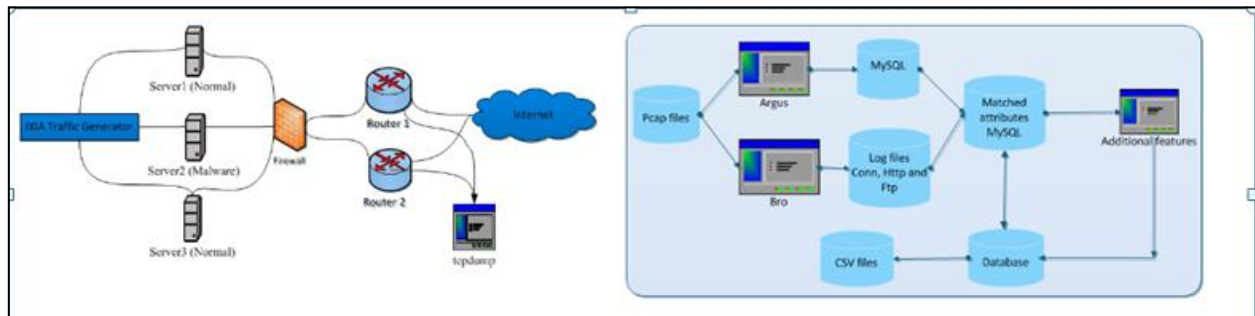 Server1 (Normal)
IXIA Traffic Generator
Server2 (Malware)
Server3 (Normal)
Firewall
Router 1
Router 2
Internet
tcpdump
Pcap files
Argus
MySQL
Bro
Log files
Conn, Http and
Ftp
Matched
attributes
MySQL
Additional features
CSV files
Database